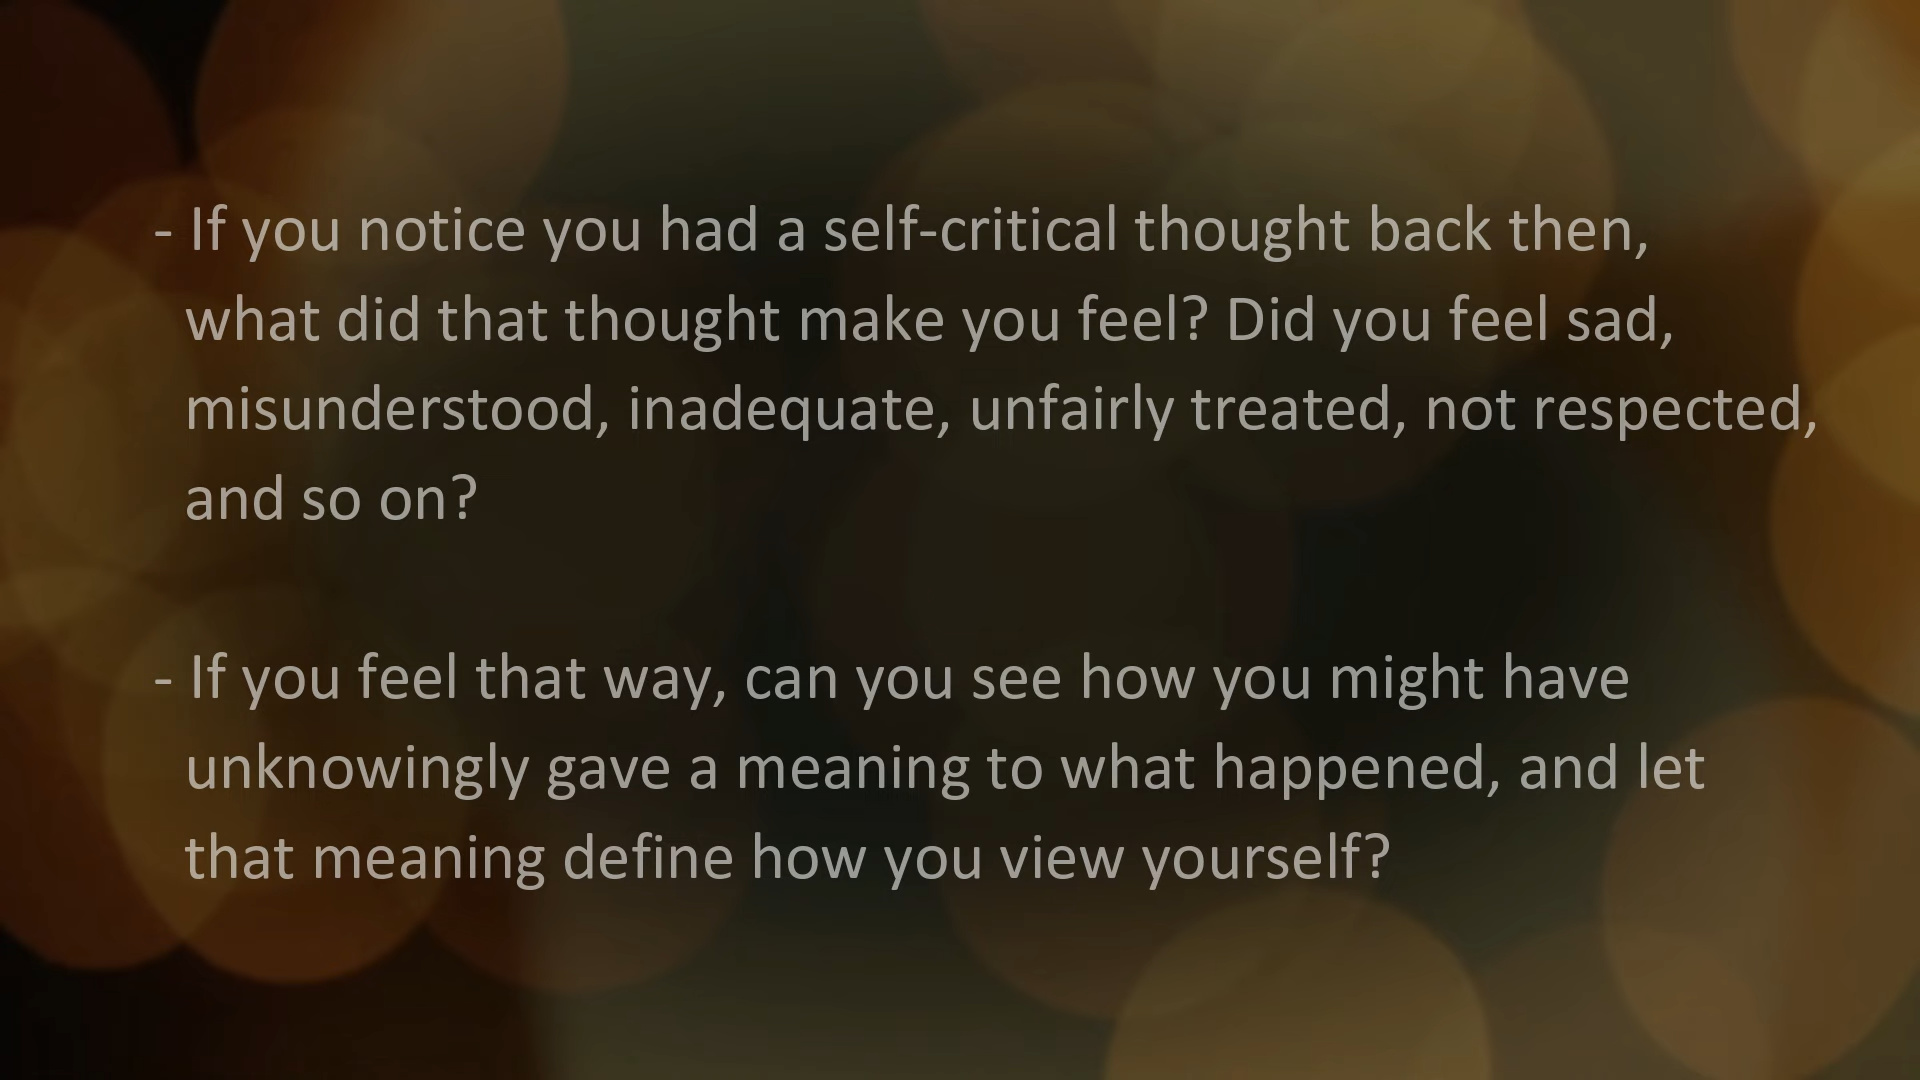 - If you notice you had a self-critical thought back then,
what did that thought make you feel? Did you feel sad,
misunderstood, inadequate, unfairly treated, not respected,
and so on?
- If you feel that way, can you see how you might have
unknowingly gave a meaning to what happened, and let
that meaning define how you view yourself?